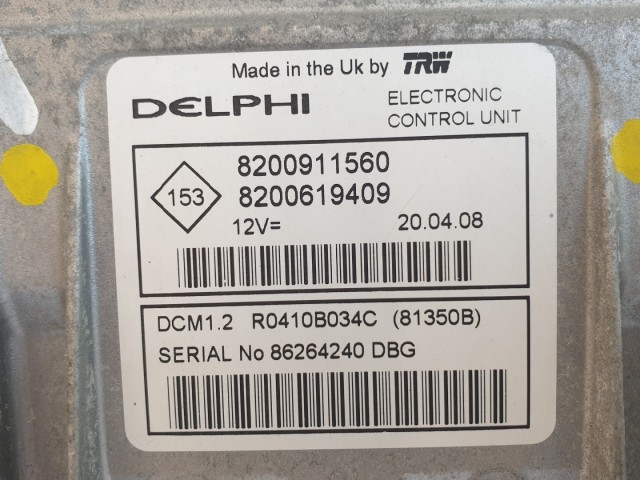 Made in the Uk by TRW
DELPHI
ELECTRONIC
CONTROL UNIT
153
8200911560
8200619409
12V=
20.04.08
DCM1.2 R0410B034C (81350B)
SERIAL No 86264240 DBG